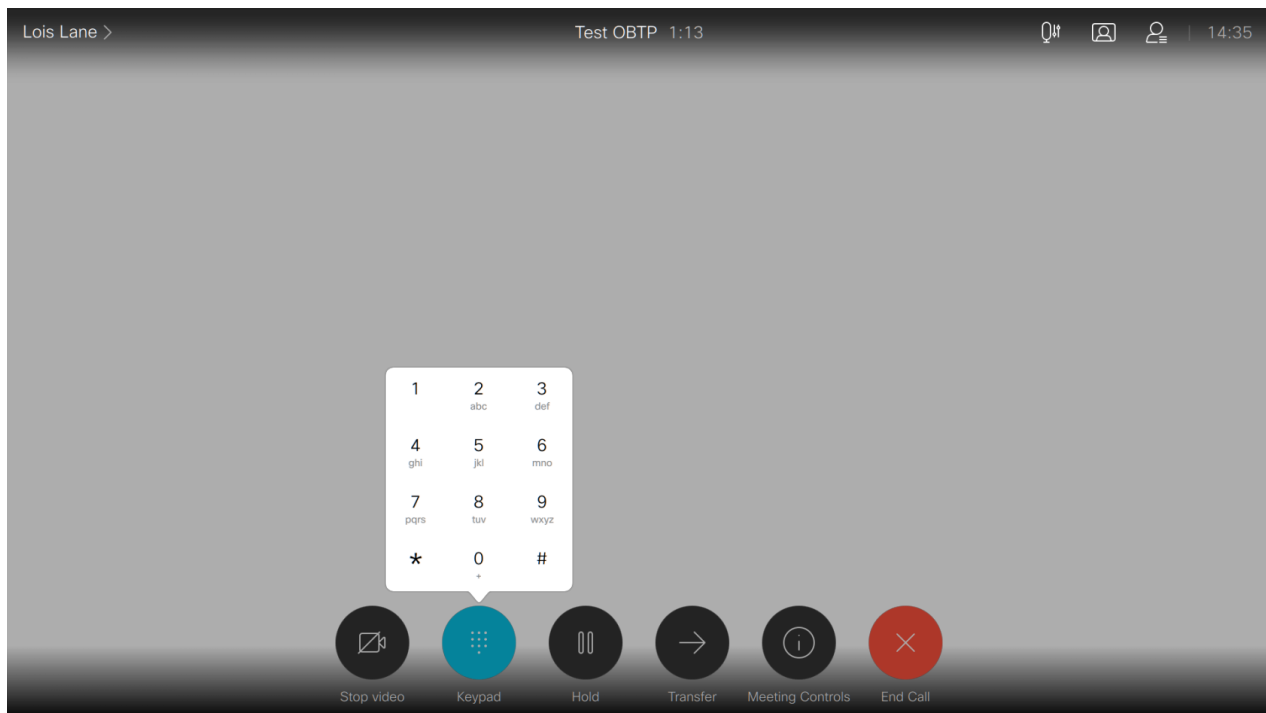 Lois Lane
Test OBTP 1:13
14:35
1 2 3
abc def
4 5 6
ghi jkl mno
7 8 9
pqrs tuv wxyz
* 0 #
+
Stop video Keypad Hold Transfer Meeting Controls End Call